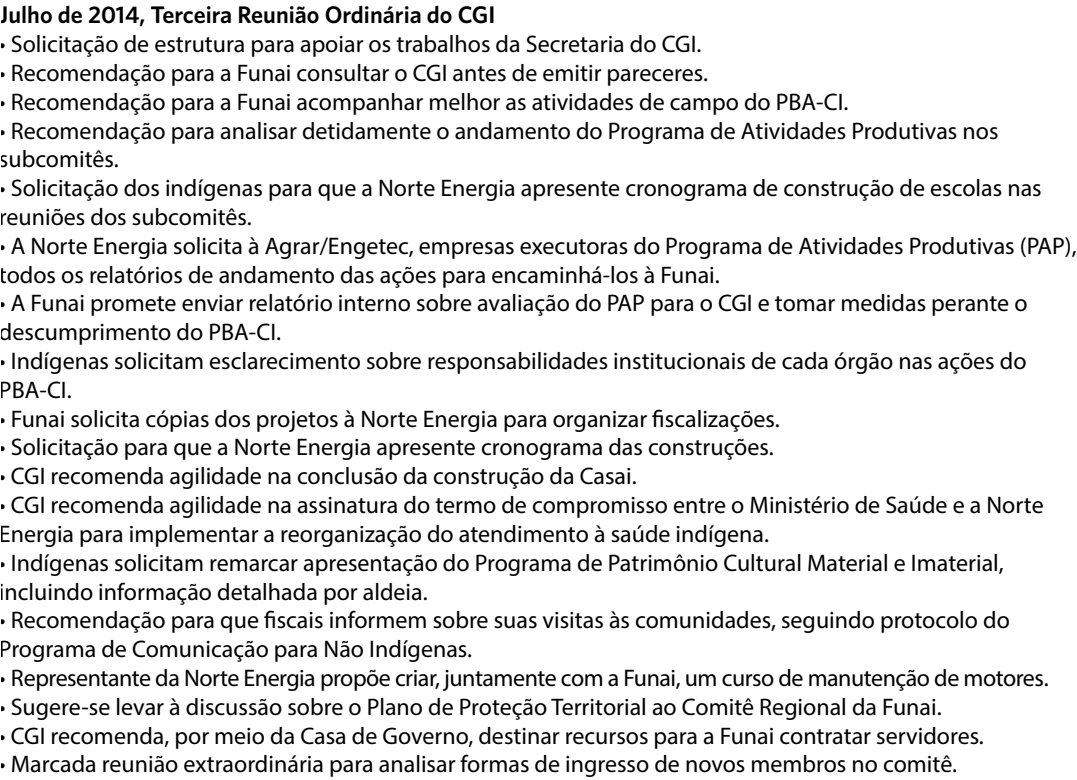 Julho de 2014, Terceira Reunião Ordinária do CGI
• Solicitação de estrutura para apoiar os trabalhos da Secretaria do CGI.
• Recomendação para a Funai consultar o CGI antes de emitir pareceres.
• Recomendação para a Funai acompanhar melhor as atividades de campo do PBA-CI.
• Recomendação para analisar detidamente o andamento do Programa de Atividades Produtivas nos
subcomitês.
• Solicitação dos indígenas para que a Norte Energia apresente cronograma de construção de escolas nas
reuniões dos subcomitês.
• A Norte Energia solicita à Agrar/Engetec, empresas executoras do Programa de Atividades Produtivas (PAP),
todos os relatórios de andamento das ações para encaminhá-los à Funai.
• A Funai promete enviar relatório interno sobre avaliação do PAP para o CGI e tomar medidas perante o
descumprimento do PBA-CI.
• Indígenas solicitam esclarecimento sobre responsabilidades institucionais de cada órgão nas ações do
PBA-CI.
• Funai solicita cópias dos projetos à Norte Energia para organizar fiscalizações.
• Solicitação para que a Norte Energia apresente cronograma das construções.
• CGI recomenda agilidade na conclusão da construção da Casai.
• CGI recomenda agilidade na assinatura do termo de compromisso entre o Ministério de Saúde e a Norte
Energia para implementar a reorganização do atendimento à saúde indígena.
• Indígenas solicitam remarcar apresentação do Programa de Patrimônio Cultural Material e Imaterial,
incluindo informação detalhada por aldeia.
• Recomendação para que fiscais informem sobre suas visitas às comunidades, seguindo protocolo do
Programa de Comunicação para Não Indígenas.
• Representante da Norte Energia propõe criar, juntamente com a Funai, um curso de manutenção de motores.
• Sugere-se levar à discussão sobre o Plano de Proteção Territorial ao Comitê Regional da Funai.
• CGI recomenda, por meio da Casa de Governo, destinar recursos para a Funai contratar servidores.
• Marcada reunião extraordinária para analisar formas de ingresso de novos membros no comitê.